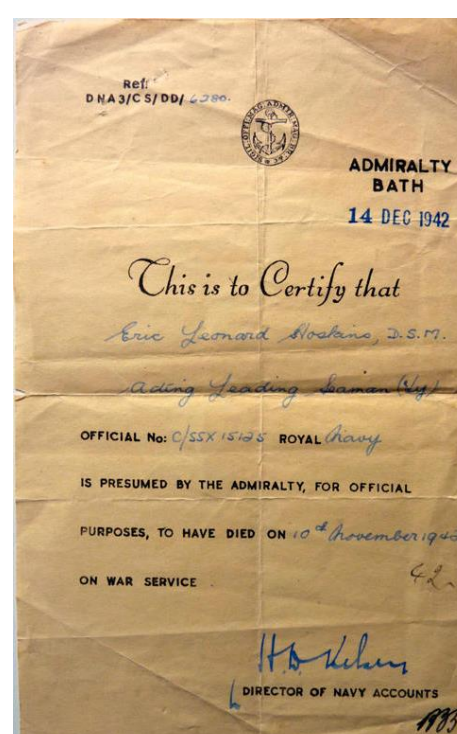 Ref:
DNA3/CS/DD/ 6280.
ADMIRALTY
BATH
14 DEC 1942
This is to Certify that
Eric Leonard Hoskins, D.S.M.
Acting Leading Seaman (Ty)
OFFICIAL No: C/SSX 15125 ROYAL Navy
IS PRESUMED BY THE ADMIRALTY, FOR OFFICIAL
PURPOSES, TO HAVE DIED ON 10th November 194
42
ON WAR SERVICE
DIRECTOR OF NAVY ACCOUNTS